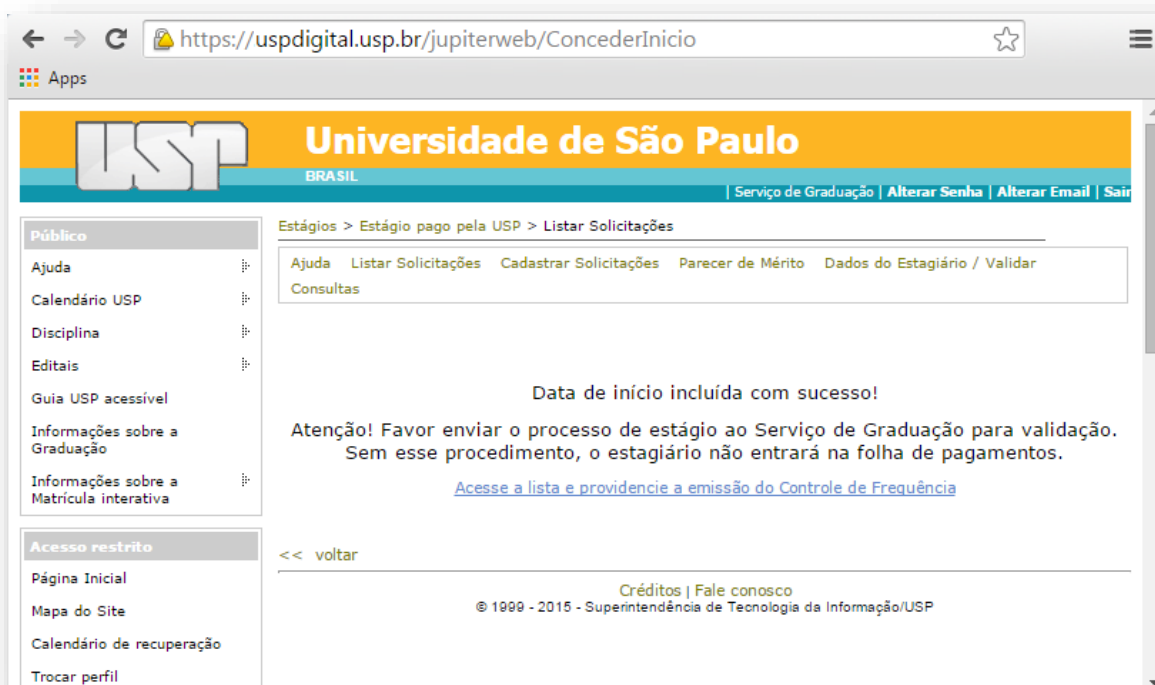 https://uspdigital.usp.br/jupiterweb/ConcederInicio
Apps
USP
Universidade de São Paulo
BRASIL
| Serviço de Graduação | Alterar Senha | Alterar Email | Sair
Público
Ajuda
Calendário USP
Disciplina
Editais
Guia USP acessível
Informações sobre a
Graduação
Informações sobre a
Matrícula interativa
Acesso restrito
Página Inicial
Mapa do Site
Calendário de recuperação
Trocar perfil
Estágios > Estágio pago pela USP > Listar Solicitações
Ajuda Listar Solicitações Cadastrar Solicitações Parecer de Mérito Dados do Estagiário / Validar
Consultas
Data de início incluída com sucesso!
Atenção! Favor enviar o processo de estágio ao Serviço de Graduação para validação.
Sem esse procedimento, o estagiário não entrará na folha de pagamentos.
Acesse a lista e providencie a emissão do Controle de Frequência
<< voltar
Créditos | Fale conosco
© 1999 - 2015 - Superintendência de Tecnologia da Informação/USP